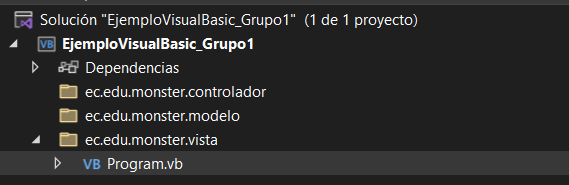 Solución "EjemploVisualBasic_Grupo1" (1 de 1 proyecto)
VB EjemploVisualBasic_Grupo1
Dependencias
ec.edu.monster.controlador
ec.edu.monster.modelo
ec.edu.monster.vista
VB Program.vb